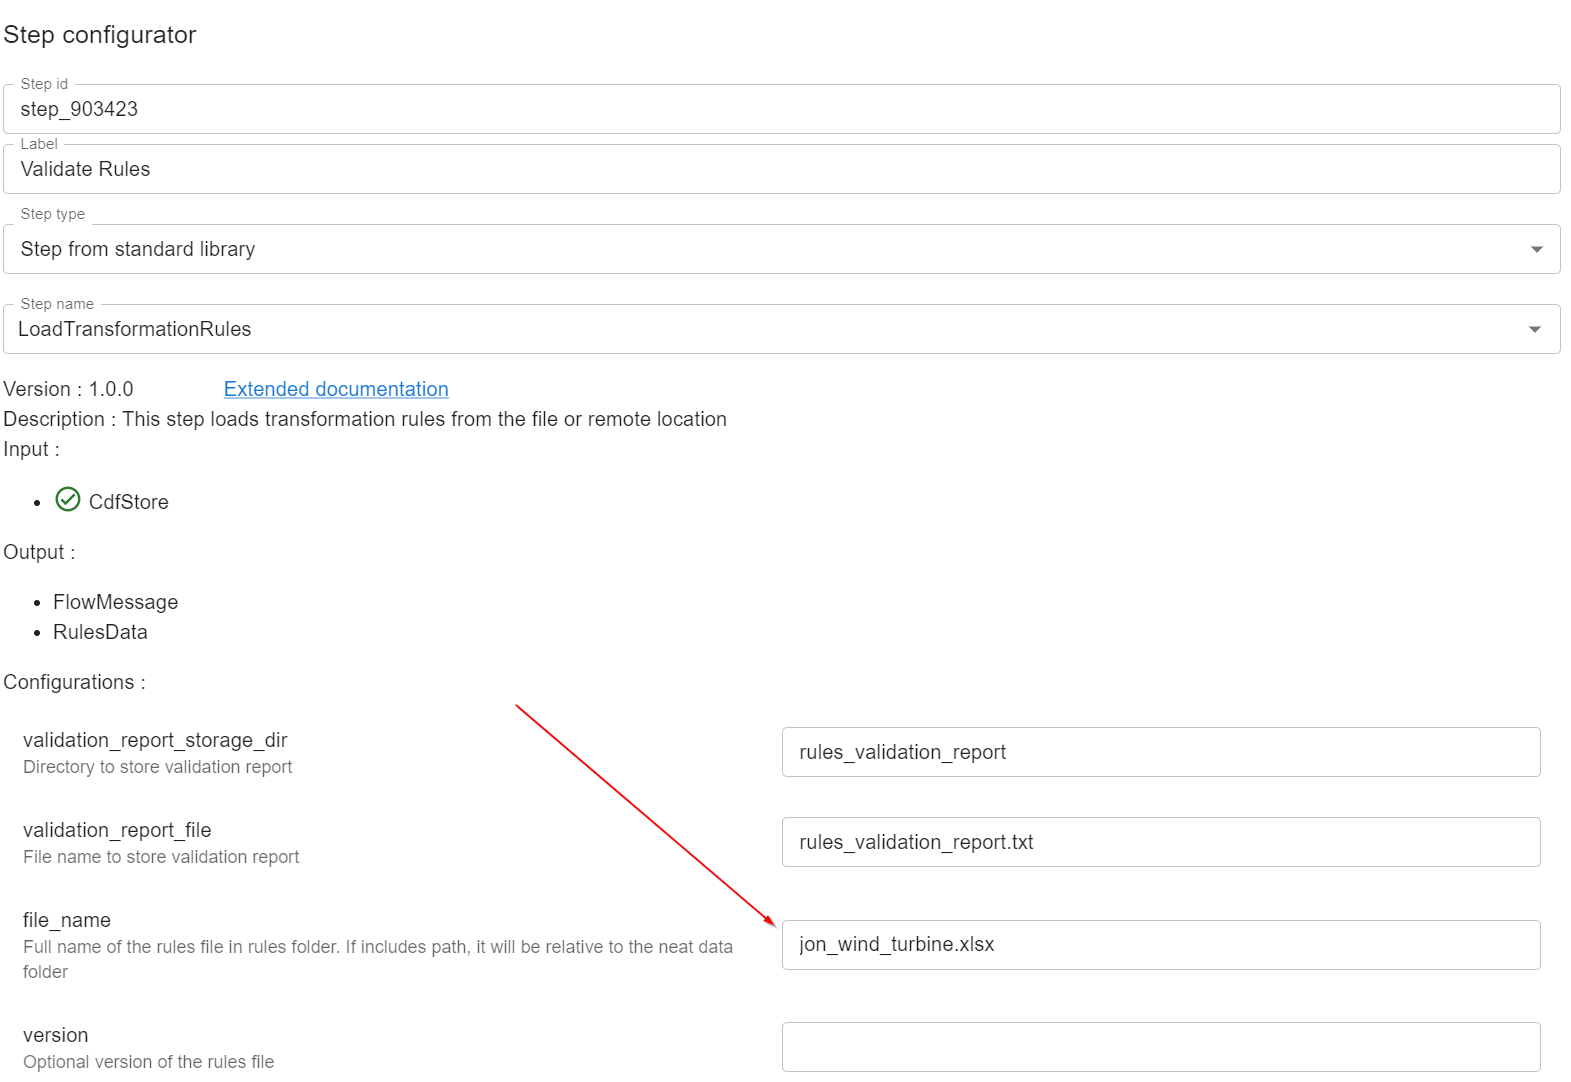 Step configurator
Step id
step_903423
Label
Validate Rules
Step type
Step from standard library
Step name
LoadTransformationRules
Version : 1.0.0 Extended documentation
Description : This step loads transformation rules from the file or remote location
Input :
CdfStore
Output :
FlowMessage
RulesData
Configurations :
validation_report_storage_dir
Directory to store validation report
rules_validation_report
validation_report_file
File name to store validation report
rules_validation_report.txt
file_name
Full name of the rules file in rules folder. If includes path, it will be relative to the neat data
folder
jon_wind_turbine.xlsx
version
Optional version of the rules file